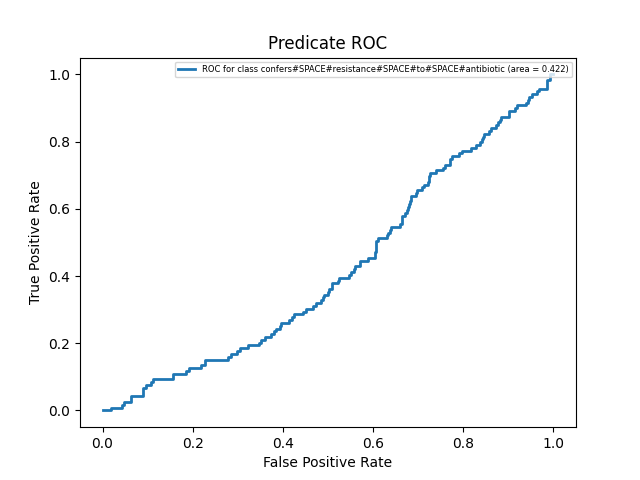 Predicate ROC
ROC for class confers#SPACE#resistance#SPACE#to#SPACE#antibiotic (area = 0.422)
1.0
0.8
0.6
0.4
0.2
0.0
True Positive Rate
0.0 0.2 0.4 0.6 0.8 1.0
False Positive Rate